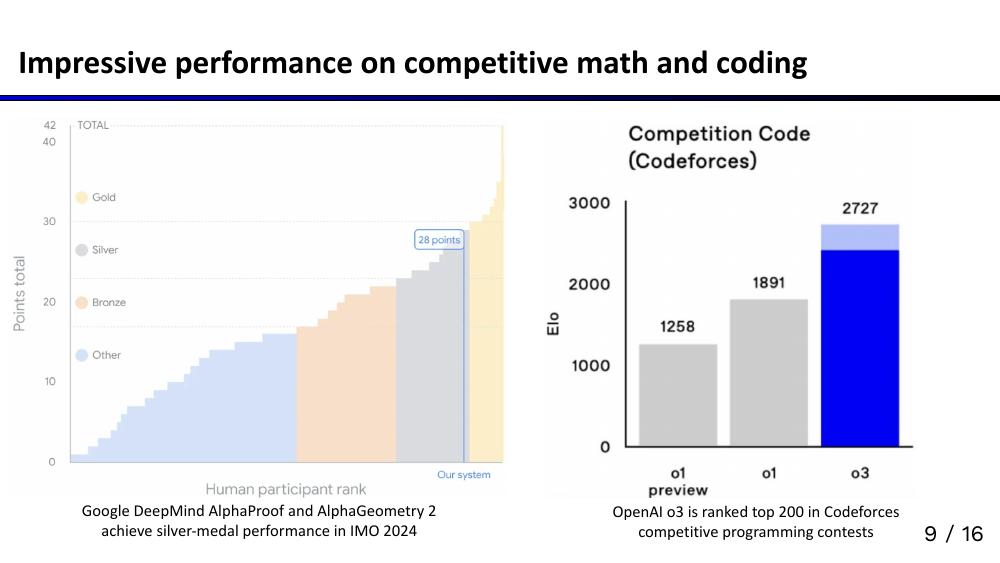 Impressive performance on competitive math and coding
42
TOTAL
40
Gold
30
28 points
Silver
Points total
20
Bronze
Other
10
0
Our system
Human participant rank
Google DeepMind AlphaProof and AlphaGeometry 2
achieve silver-medal performance in IMO 2024
Competition Code
(Codeforces)
3000
2727
2000
1891
Elo
1258
1000
0
o1
preview
o1
o3
OpenAI o3 is ranked top 200 in Codeforces
competitive programming contests
9 / 16